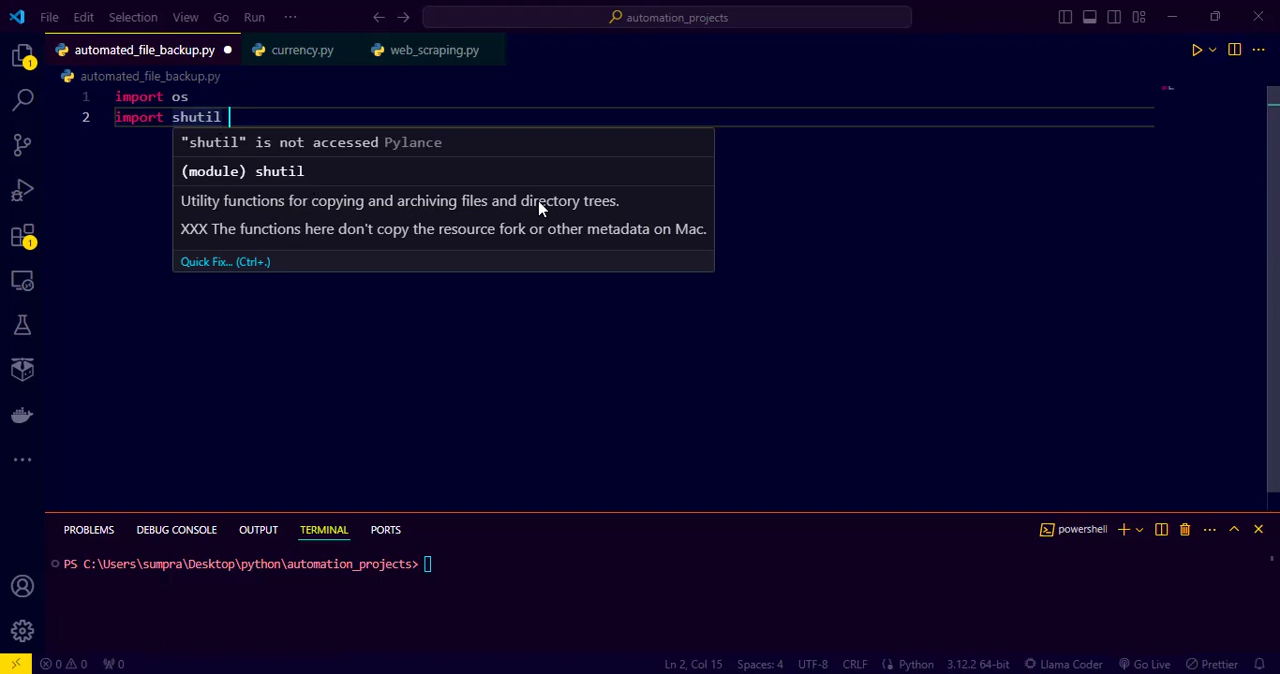 File Edit Selection View Go Run ···
automation_projects
automated_file_backup.py
currency.py
web_scraping.py
automated_file_backup.py
1 import os
2 import shutil
"shutil" is not accessed Pylance
(module) shutil
Utility functions for copying and archiving files and directory trees.
XXX The functions here don't copy the resource fork or other metadata on Mac.
Quick Fix... (Ctrl+.)
1
1
PROBLEMS DEBUG CONSOLE OUTPUT TERMINAL PORTS
powershell
PS C:\Users\sumpra\Desktop\python\automation_projects>
0 0 0
Ln 2, Col 15 Spaces: 4 UTF-8 CRLF Python 3.12.2 64-bit Llama Coder Go Live Prettier